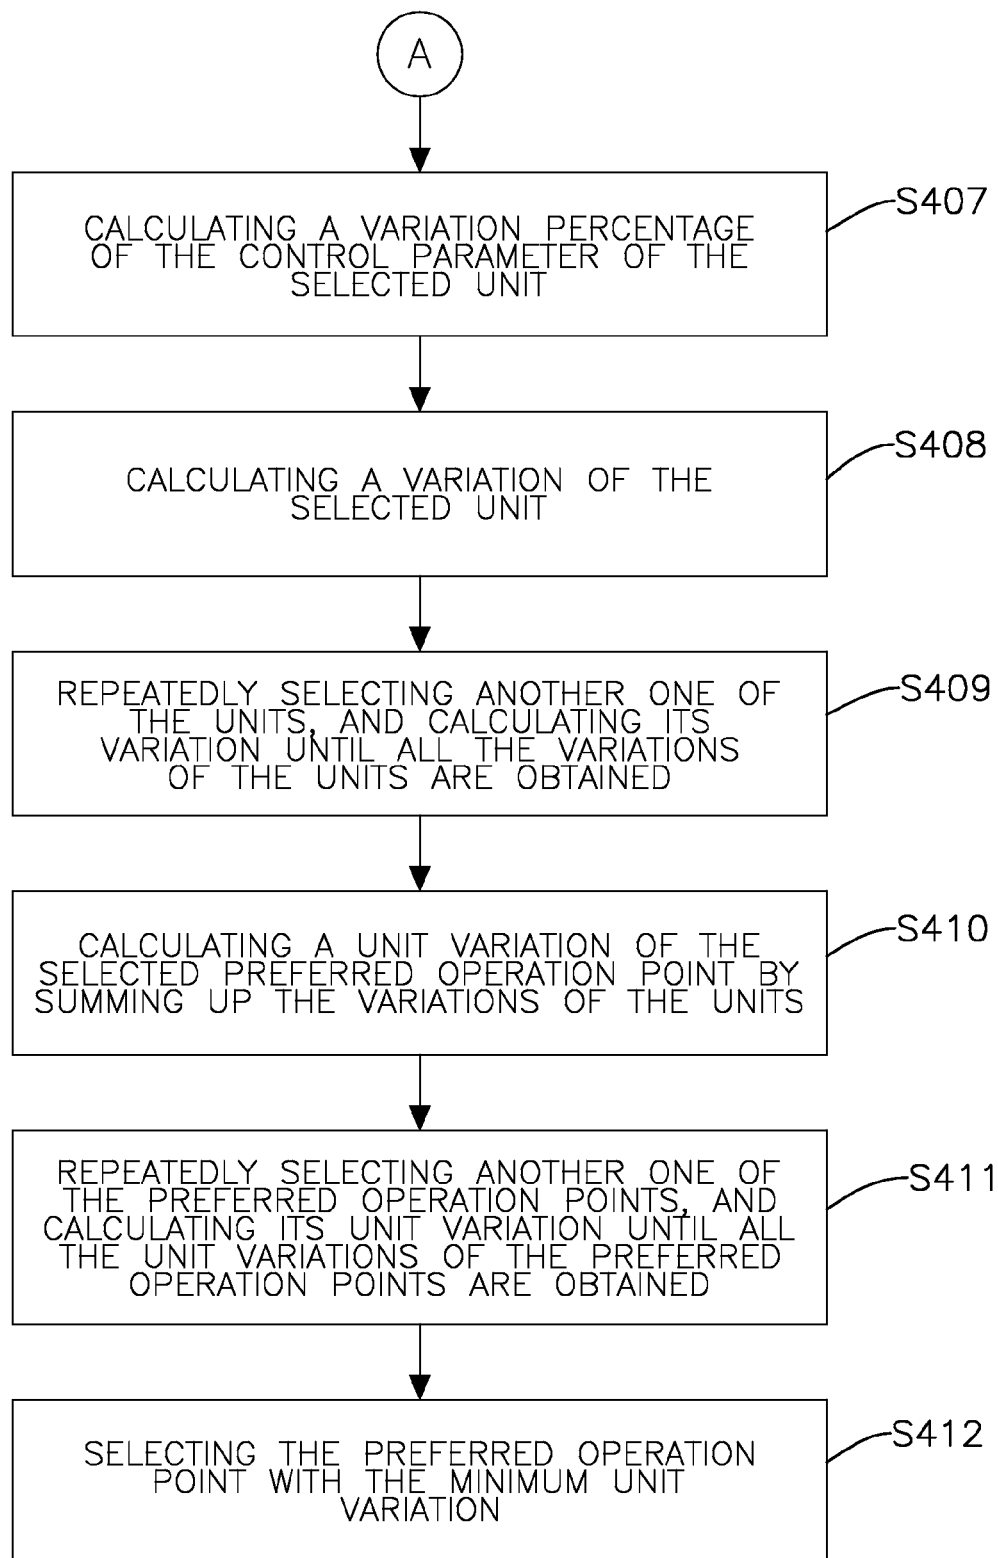 A
CALCULATING A VARIATION PERCENTAGE
OF THE CONTROL PARAMETER OF THE
SELECTED UNIT
S407
CALCULATING A VARIATION OF THE
SELECTED UNIT
S408
REPEATEDLY SELECTING ANOTHER ONE OF
THE UNITS, AND CALCULATING ITS
VARIATION UNTIL ALL THE VARIATIONS
OF THE UNITS ARE OBTAINED
S409
CALCULATING A UNIT VARIATION OF THE
SELECTED PREFERRED OPERATION POINT BY
SUMMING UP THE VARIATIONS OF THE UNITS
S410
REPEATEDLY SELECTING ANOTHER ONE OF
THE PREFERRED OPERATION POINTS, AND
CALCULATING ITS UNIT VARIATION UNTIL ALL
THE UNIT VARIATIONS OF THE PREFERRED
OPERATION POINTS ARE OBTAINED
S411
SELECTING THE PREFERRED OPERATION
POINT WITH THE MINIMUM UNIT
VARIATION
S412